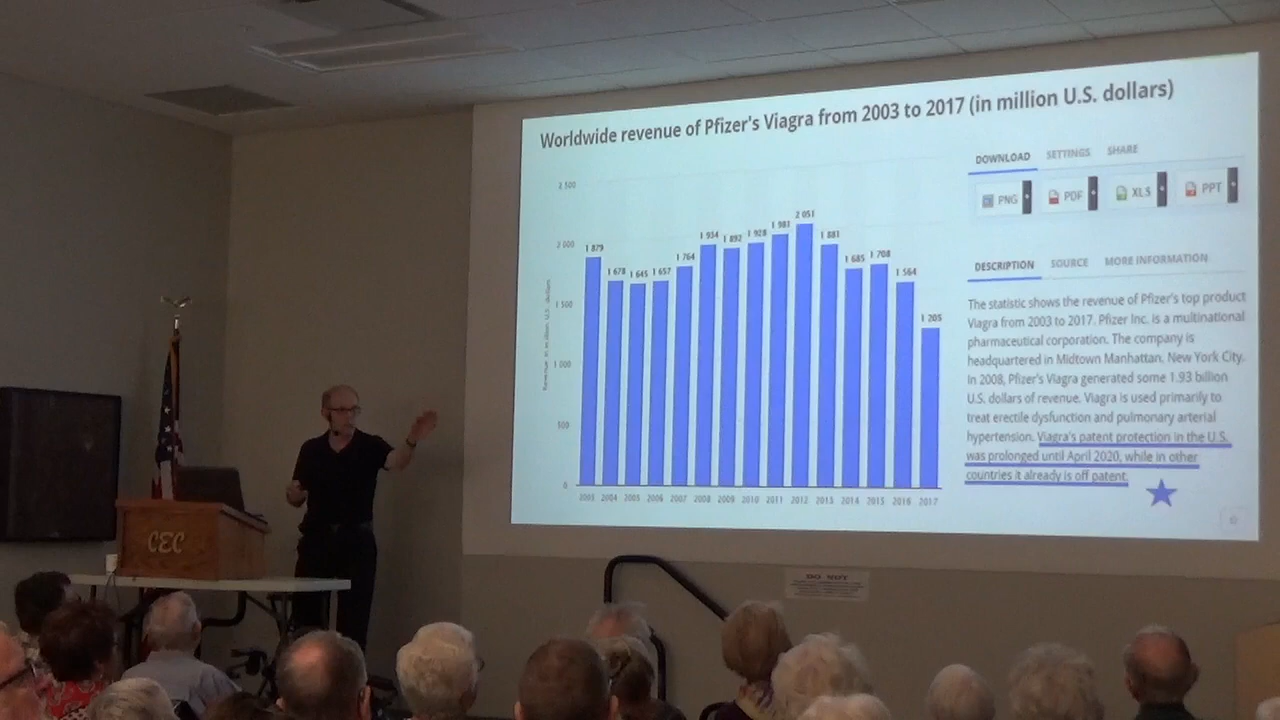 Worldwide revenue of Pfizer's Viagra from 2003 to 2017 (in million U.S. dollars)
DOWNLOAD SETTINGS SHARE
PNG PDF XLS PPT
DESCRIPTION SOURCE MORE INFORMATION
The statistic shows the revenue of Pfizer's top product
Viagra from 2003 to 2017. Pfizer Inc. is a multinational
pharmaceutical corporation. The company is
headquartered in Midtown Manhattan, New York City.
In 2008, Pfizer's Viagra generated some 1.93 billion
U.S. dollars of revenue. Viagra is used primarily to
treat erectile dysfunction and pulmonary arterial
hypertension. Viagra's patent protection in the U.S.
was prolonged until April 2020, while in other
countries it already is off patent.
Revenue in million U.S. dollars
2 500
2 000
1 500
1 000
500
0
1 879 1 678 1 645 1 657 1 764 1 934 1 892 1 928 1 981 2 051 1 881 1 685 1 708 1 564 1 205
2003 2004 2005 2006 2007 2008 2009 2010 2011 2012 2013 2014 2015 2016 2017
CEC
DO NOT